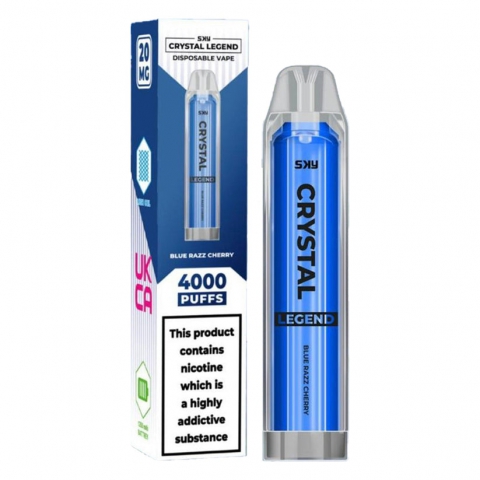 SKY
CRYSTAL LEGEND
DISPOSABLE VAPE
20
MG
BLUE RAZZ CHERRY
4000
PUFFS
UK
CA
This product
contains
nicotine
which is
a highly
addictive
substance
SKY
CRYSTAL
LEGEND
BLUE RAZZ CHERRY